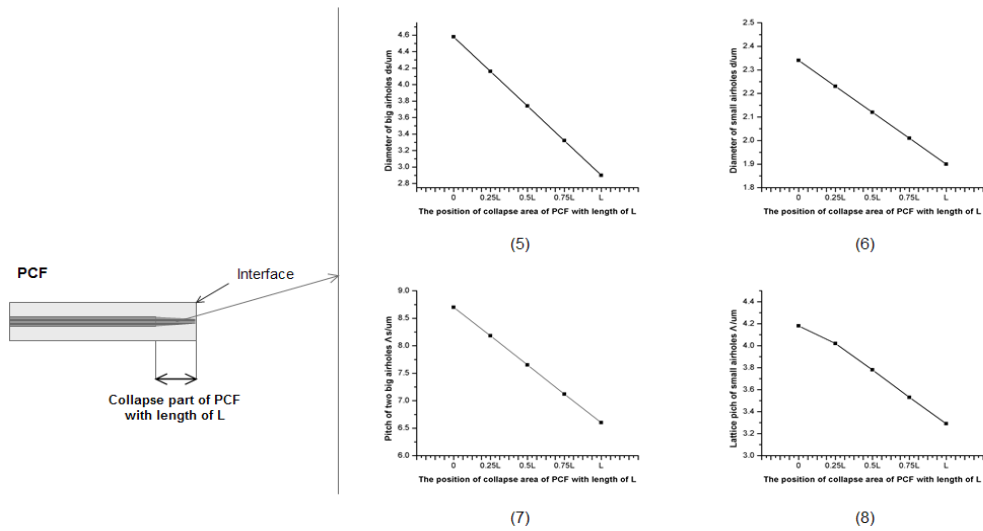 PCF
Interface
Collapse part of PCF
with length of L
Diameter of big airholes ds/um
4.6
4.4
4.2
4.0
3.8
3.6
3.4
3.2
3.0
2.8
0 0.25L 0.5L 0.75L L
The position of collapse area of PCF with length of L
(5)
Diameter of small airholes d/um
2.5
2.4
2.3
2.2
2.1
2.0
1.9
1.8
0 0.25L 0.5L 0.75L L
The position of collapse area of PCF with length of L
(6)
Pitch of two big airholes Λs/um
9.0
8.5
8.0
7.5
7.0
6.5
6.0
0 0.25L 0.5L 0.75L L
The position of collapse area of PCF with length of L
(7)
Lattice pich of small airholes Λ/um
4.4
4.2
4.0
3.8
3.6
3.4
3.2
3.0
0 0.25L 0.5L 0.75L L
The position of collapse area of PCF with length of L
(8)